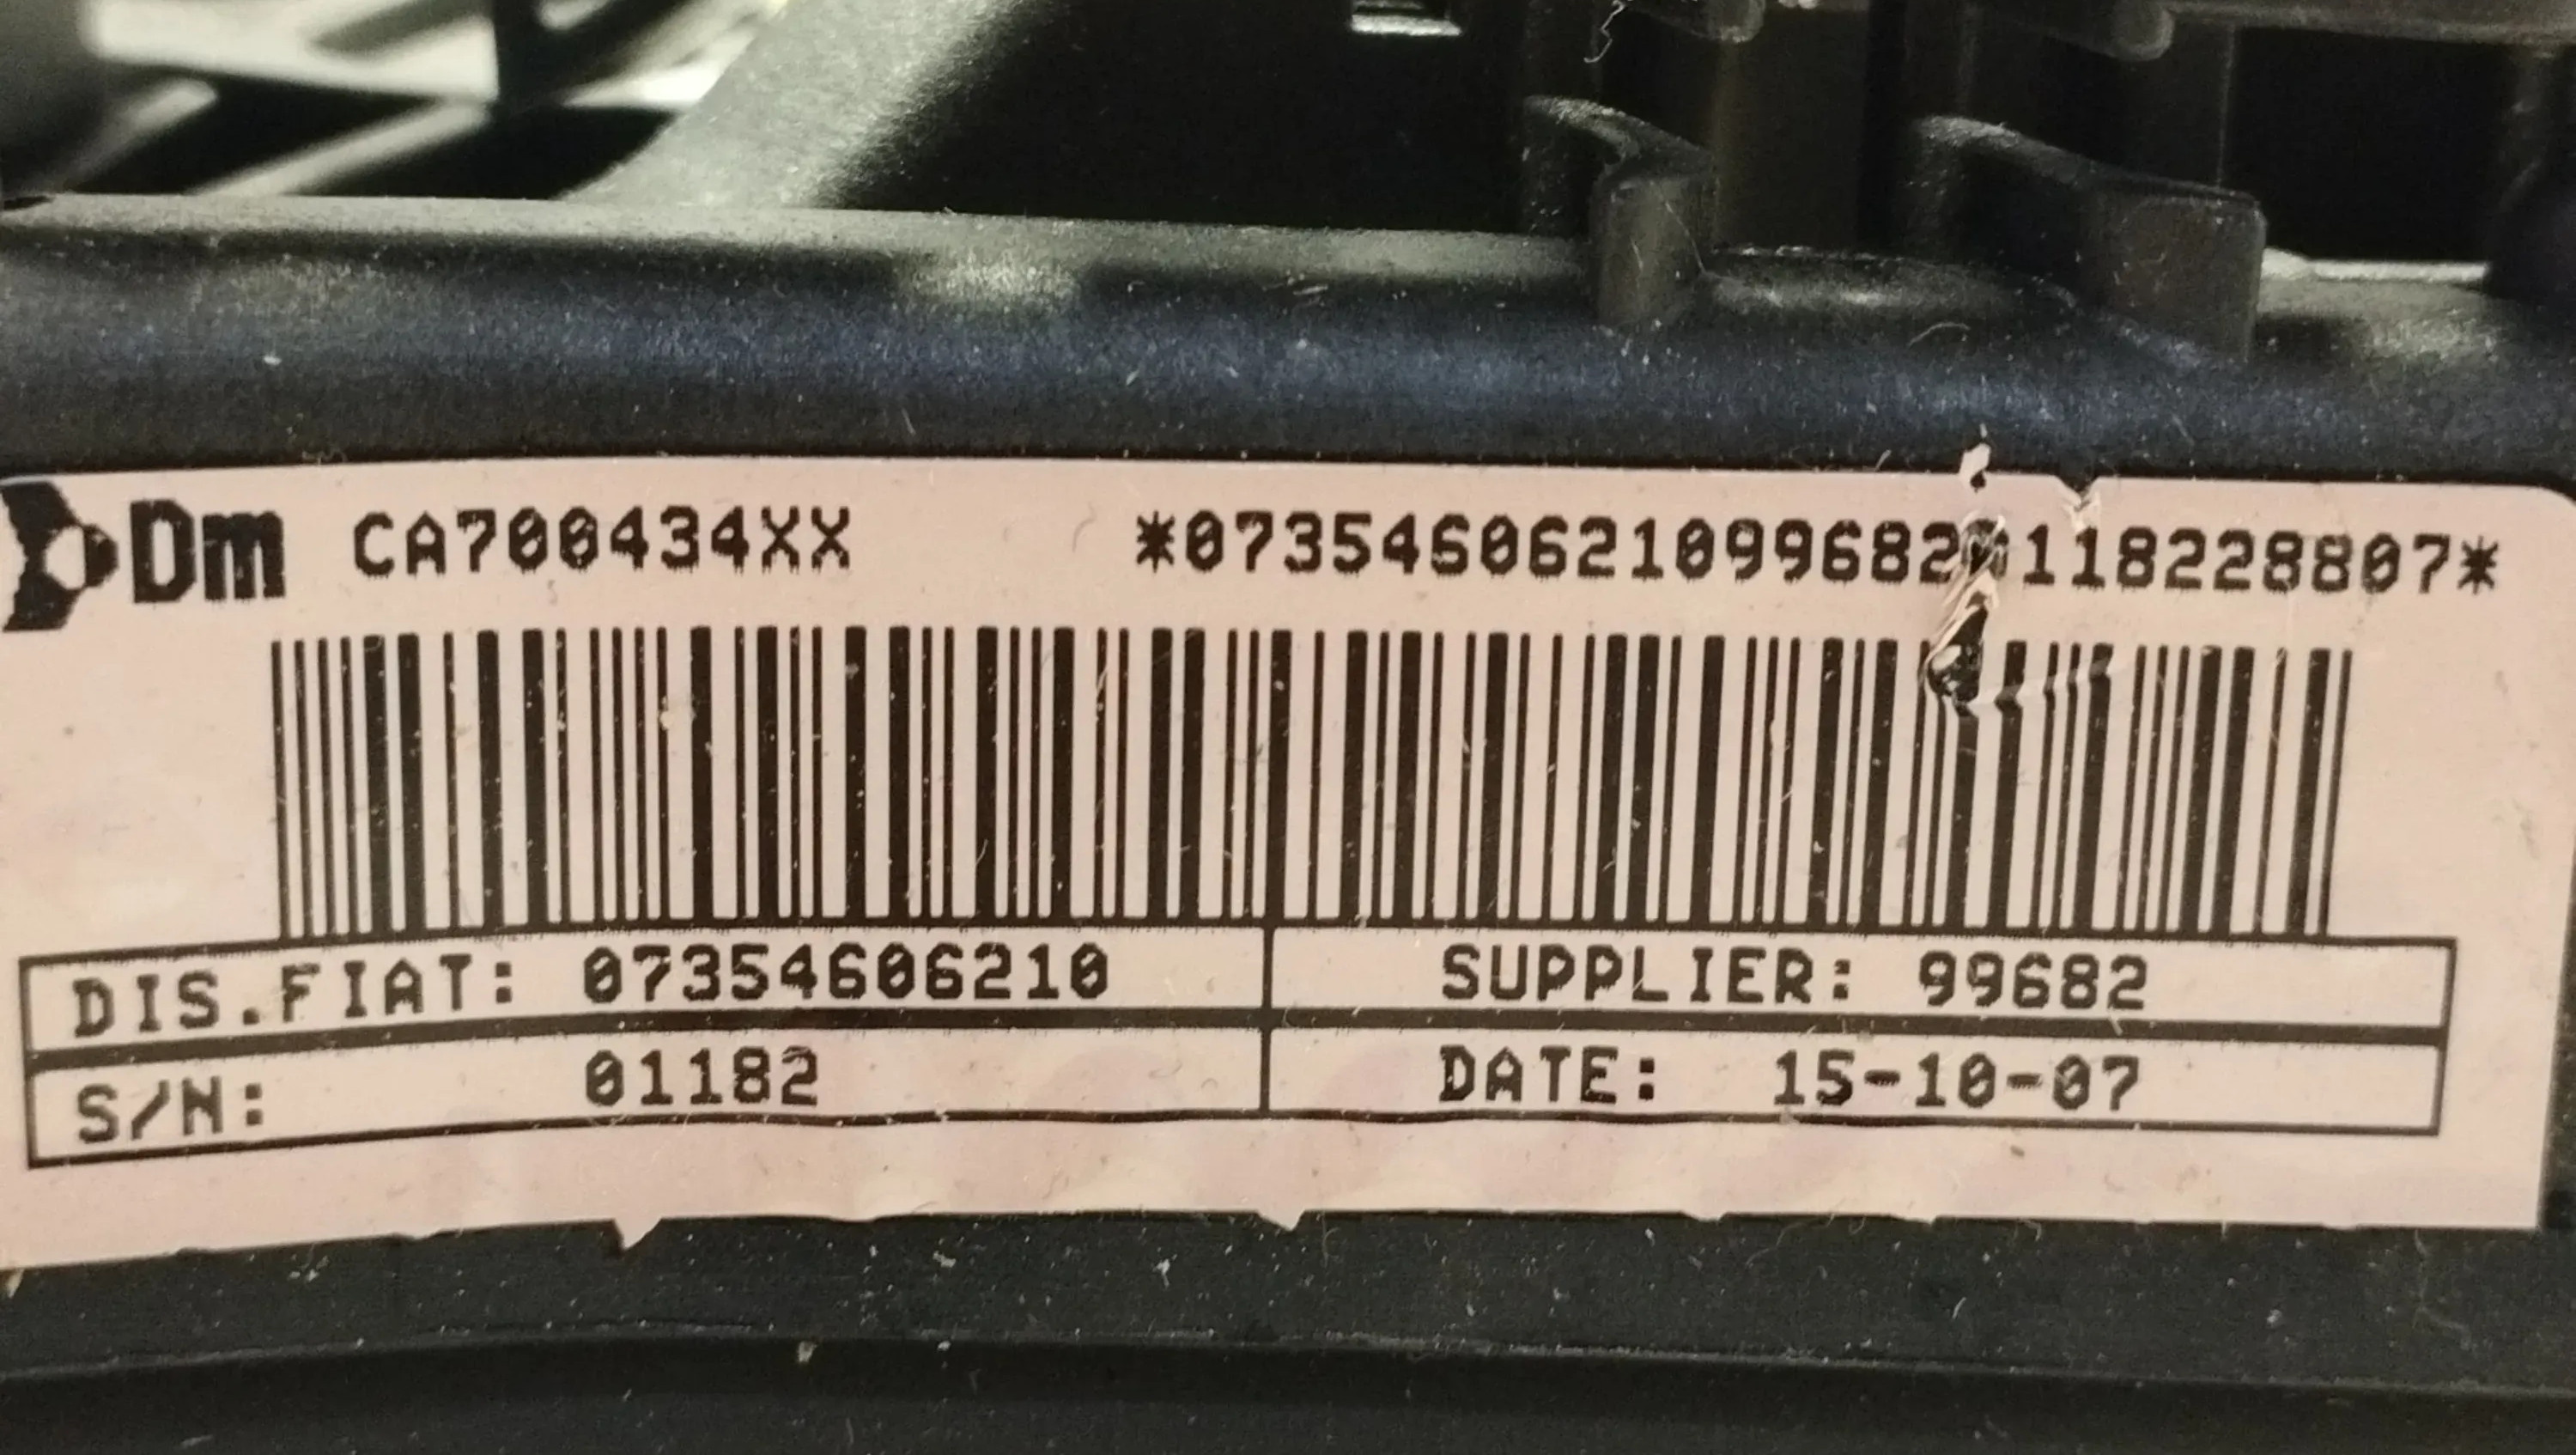 Dm CA700434XX *07354606210996820118228807*
DIS.FIAT: 07354606210 SUPPLIER: 99682
S/N: 01182 DATE: 15-10-07